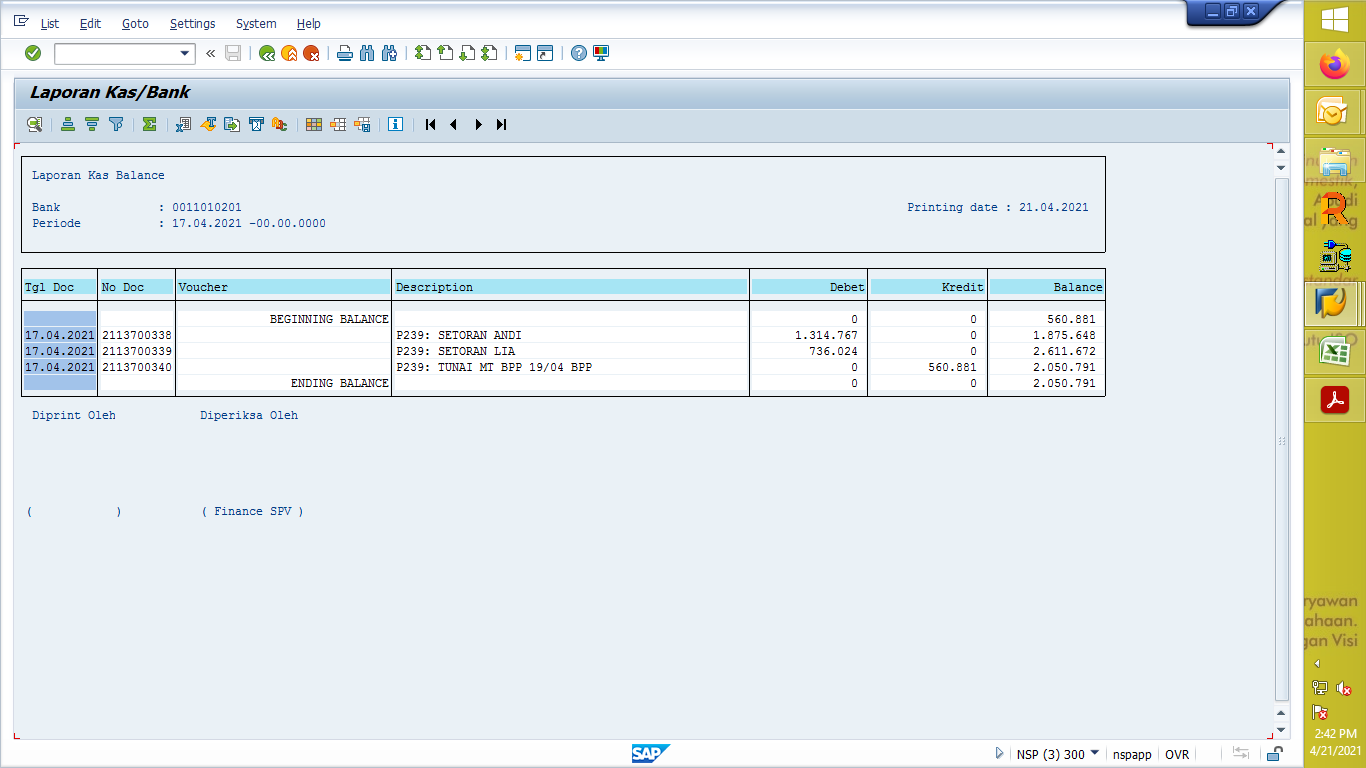 List Edit Goto Settings System Help
Laporan Kas/Bank
Laporan Kas Balance
Bank : 0011010201 Printing date : 21.04.2021
Periode : 17.04.2021 -00.00.0000
Tgl Doc No Doc Voucher Description Debet Kredit Balance
BEGINNING BALANCE 0 0 560.881
17.04.2021 2113700338 P239: SETORAN ANDI 1.314.767 0 1.875.648
17.04.2021 2113700339 P239: SETORAN LIA 736.024 0 2.611.672
17.04.2021 2113700340 P239: TUNAI MT BPP 19/04 BPP 0 560.881 2.050.791
ENDING BALANCE 0 0 2.050.791
Diprint Oleh Diperiksa Oleh
( ) ( Finance SPV )
SAP
NSP (3) 300 nspapp OVR
ryawan
ahaan.
gan Visi
2:42 PM
4/21/2021